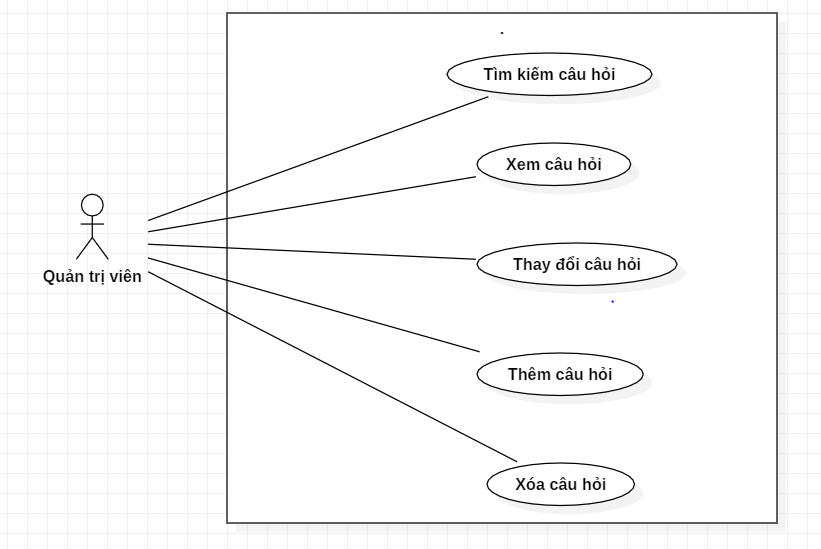 Tìm kiếm câu hỏi
Xem câu hỏi
Thay đổi câu hỏi
Quản trị viên
Thêm câu hỏi
Xóa câu hỏi